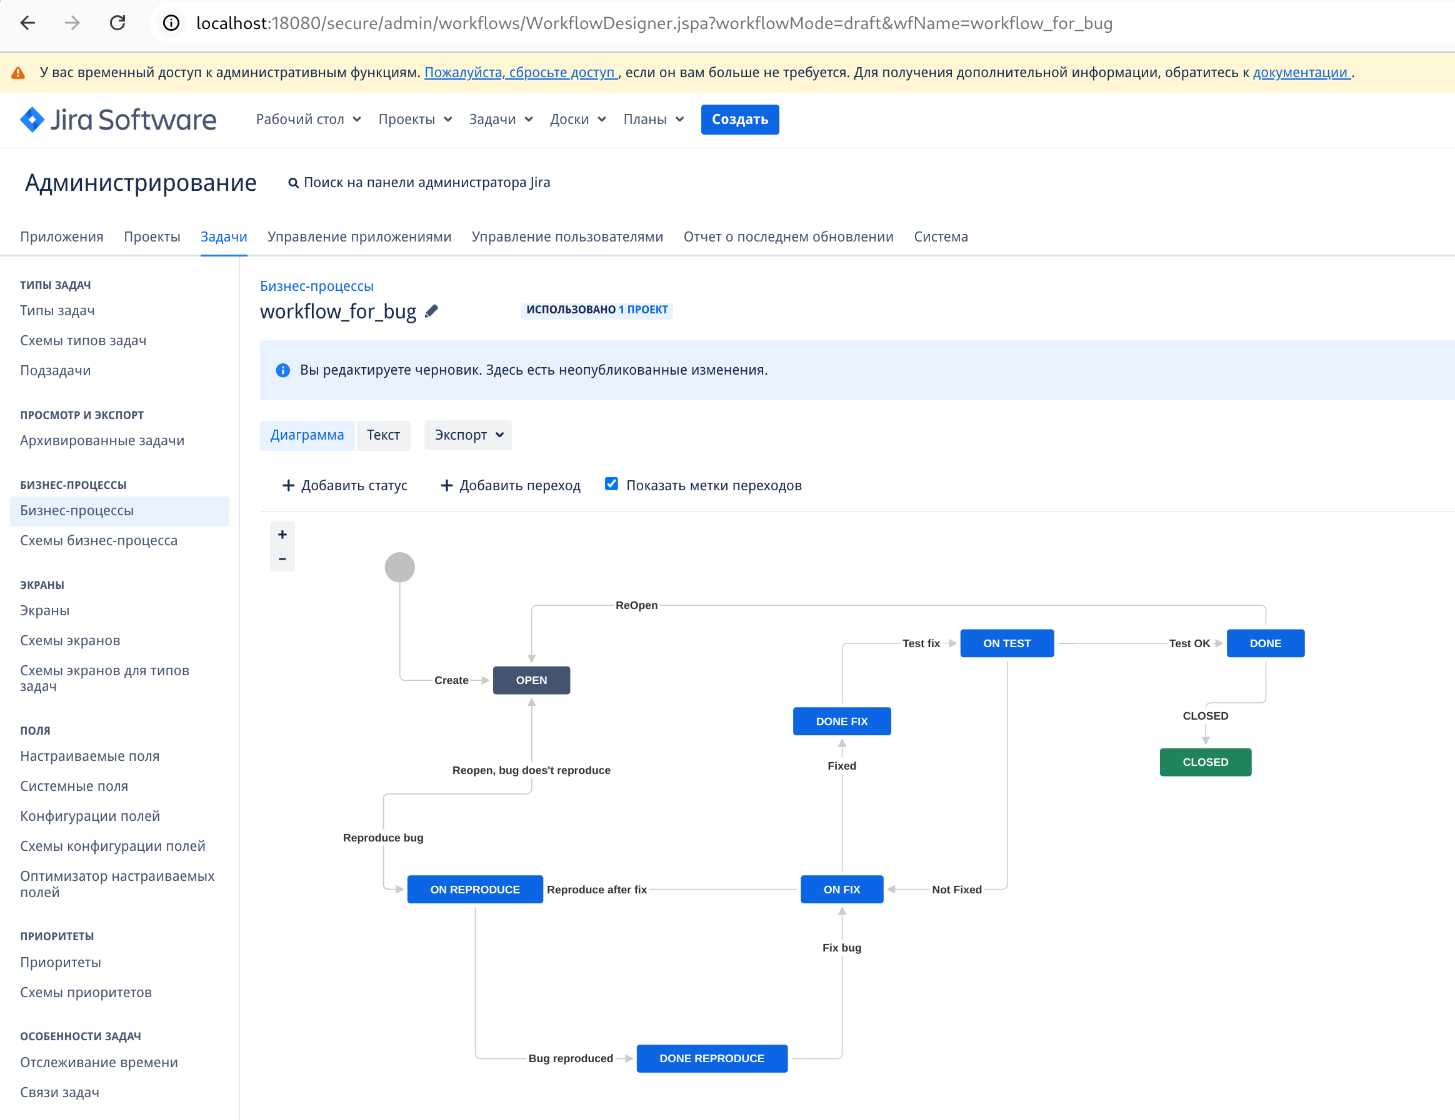 localhost:18080/secure/admin/workflows/WorkflowDesigner.jspa?workflowMode=draft&wfName=workflow_for_bug
У вас временный доступ к административным функциям. Пожалуйста, сбросьте доступ , если он вам больше не требуется. Для получения дополнительной информации, обратитесь к документации .
Jira Software
Рабочий стол Проекты Задачи Доски Планы Создать
Администрирование Поиск на панели администратора Jira
Приложения Проекты Задачи Управление приложениями Управление пользователями Отчет о последнем обновлении Система
ТИПЫ ЗАДАЧ
Типы задач
Схемы типов задач
Подзадачи
ПРОСМОТР И ЭКСПОРТ
Архивированные задачи
БИЗНЕС-ПРОЦЕССЫ
Бизнес-процессы
Схемы бизнес-процесса
ЭКРАНЫ
Экраны
Схемы экранов
Схемы экранов для типов
задач
ПОЛЯ
Настраиваемые поля
Системные поля
Конфигурации полей
Схемы конфигурации полей
Оптимизатор настраиваемых
полей
ПРИОРИТЕТЫ
Приоритеты
Схемы приоритетов
ОСОБЕННОСТИ ЗАДАЧ
Отслеживание времени
Связи задач
Бизнес-процессы
workflow_for_bug ИСПОЛЬЗОВАНО 1 ПРОЕКТ
Вы редактируете черновик. Здесь есть неопубликованные изменения.
Диаграмма Текст Экспорт
+ Добавить статус + Добавить переход Показать метки переходов
+
-
ReOpen
Test fix ON TEST Test OK DONE
Create OPEN
CLOSED
DONE FIX
CLOSED
Fixed
Reopen, bug does't reproduce
Reproduce bug
ON REPRODUCE Reproduce after fix ON FIX Not Fixed
Fix bug
Bug reproduced DONE REPRODUCE